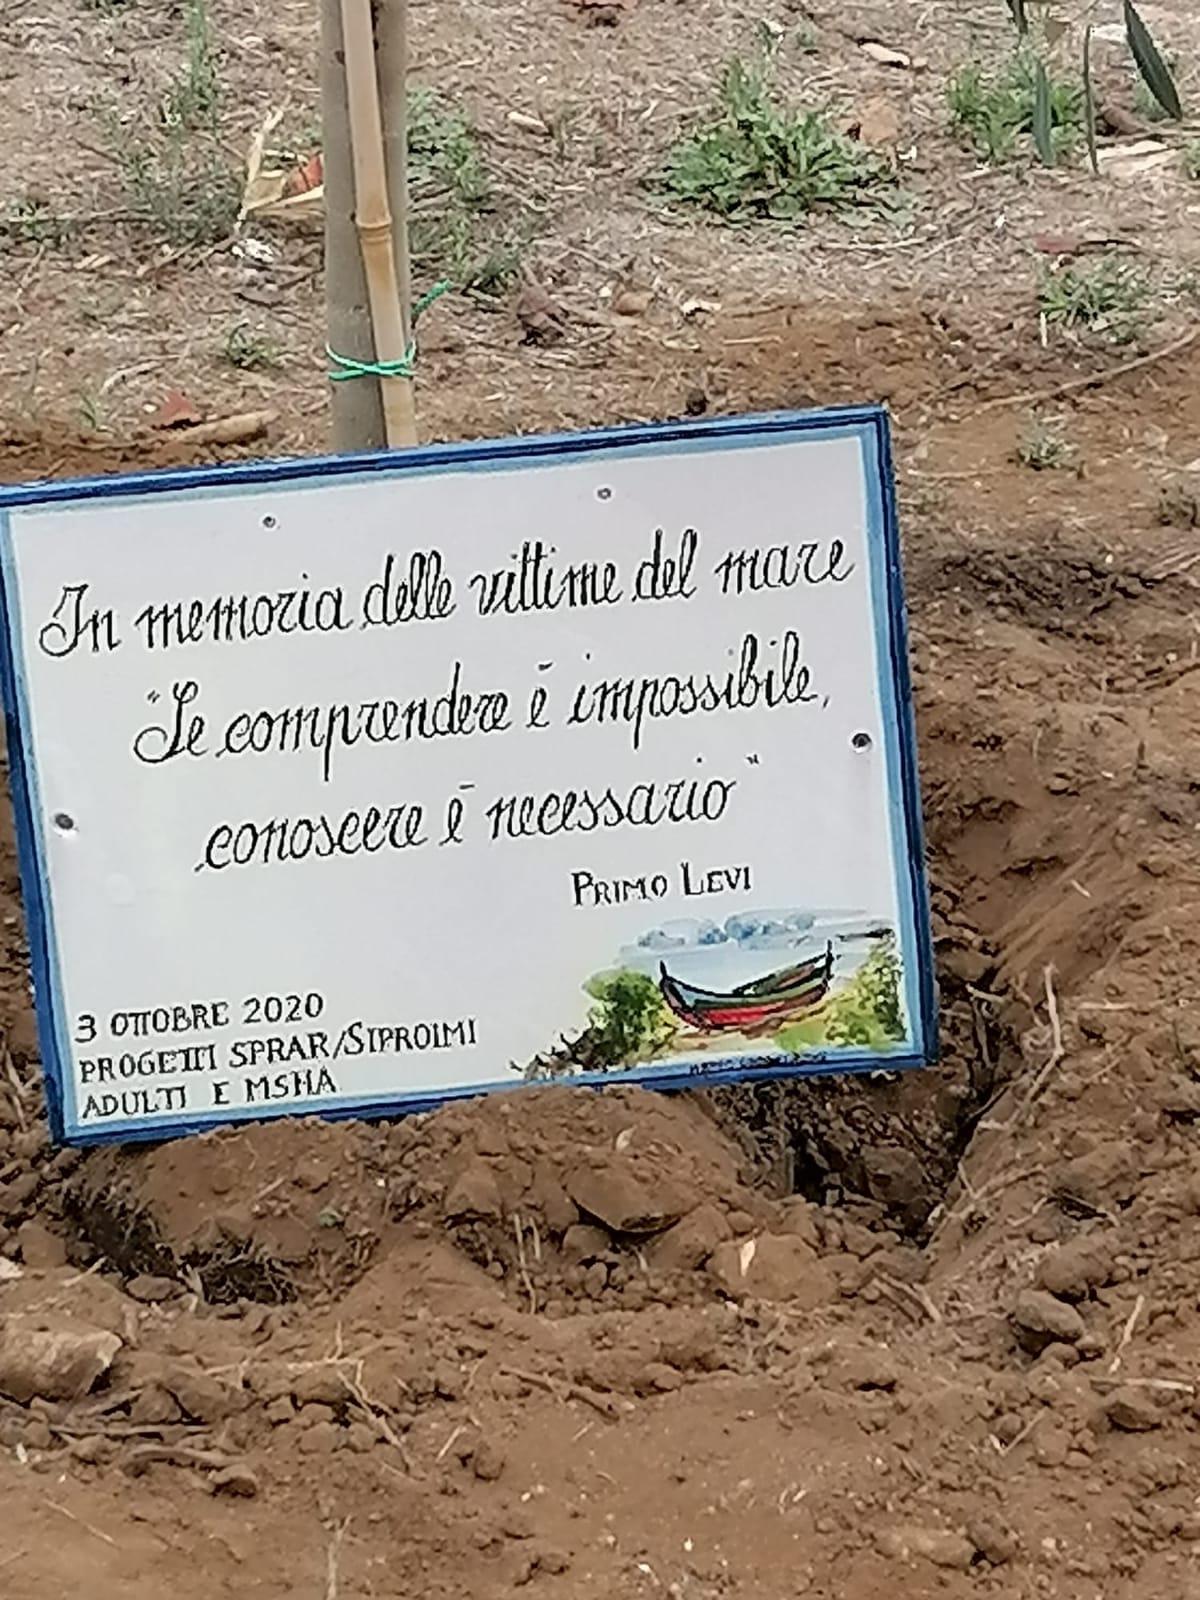 In memoria delle vittime del mare
"Se comprendere è impossibile,
conoscere è necessario"
PRIMO LEVI
3 OTTOBRE 2020
PROGETTI SPRAR/SIPROIMI
ADULTI E MSNA